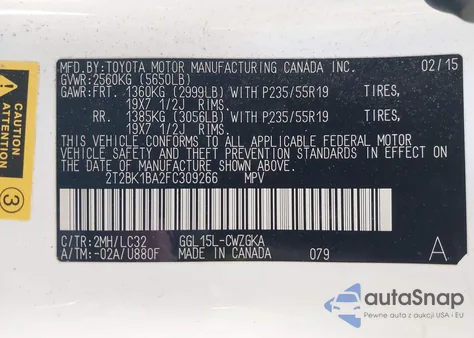 MFD.BY:TOYOTA MOTOR MANUFACTURING CANADA INC. 02/15
GVWR:2560KG (5650LB)
GAWR:FRT. 1360KG (2999LB) WITH P235/55R19 TIRES,
19X7 1/2J RIMS.
RR. 1385KG (3056LB) WITH P235/55R19 TIRES,
19X7 1/2J RIMS.
THIS VEHICLE CONFORMS TO ALL APPLICABLE FEDERAL MOTOR
VEHICLE SAFETY AND THEFT PREVENTION STANDARDS IN EFFECT
ON THE DATE OF MANUFACTURE SHOWN ABOVE.
2T2BK1BA2FC309266 MPV
C/TR:2MH/LC32 GGL15L-CWZGKA A
A/TM:-02A/U880F MADE IN CANADA 079
ATTENTION
3
autoSnap
Pewne auta z aukcji USA - EU